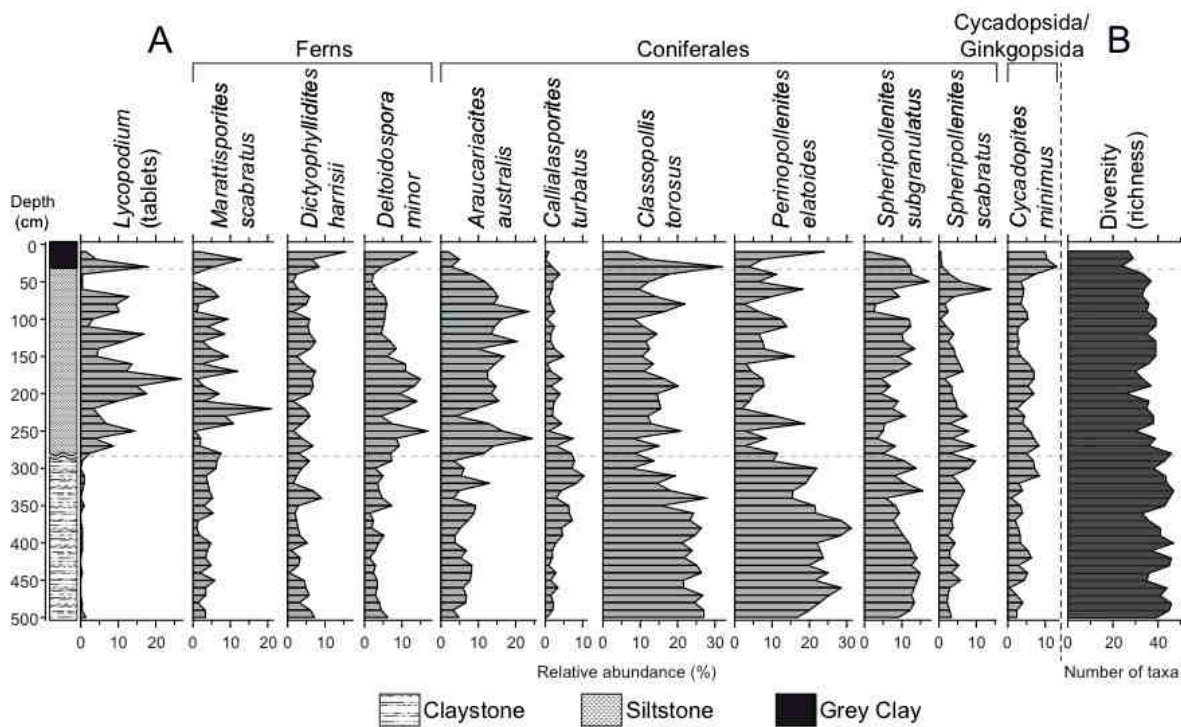 A
B
Ferns
Coniferales
Cycadopsida/
Ginkgopsida
Depth
(cm)
Lycopodium
(tablets)
Marattisporites
scabratus
Dictyophyllidites
harrisii
Deltoidospora
minor
Araucariacites
australis
Callialasporites
turbatus
Classopollis
torosus
Perinopollenites
elatoides
Spheripollenites
subgranulatus
Spheripollenites
scabratus
Cycadopites
minimus
Diversity
(richness)
0
50
100
150
200
250
300
350
400
450
500
0 10 20
0 10 20
0 10
0 10
0 10 20
0
0 10 20 30
0 10 20 30
0 10
0 10
0 10
0 20 40
Relative abundance (%)
Number of taxa
Claystone
Siltstone
Grey Clay